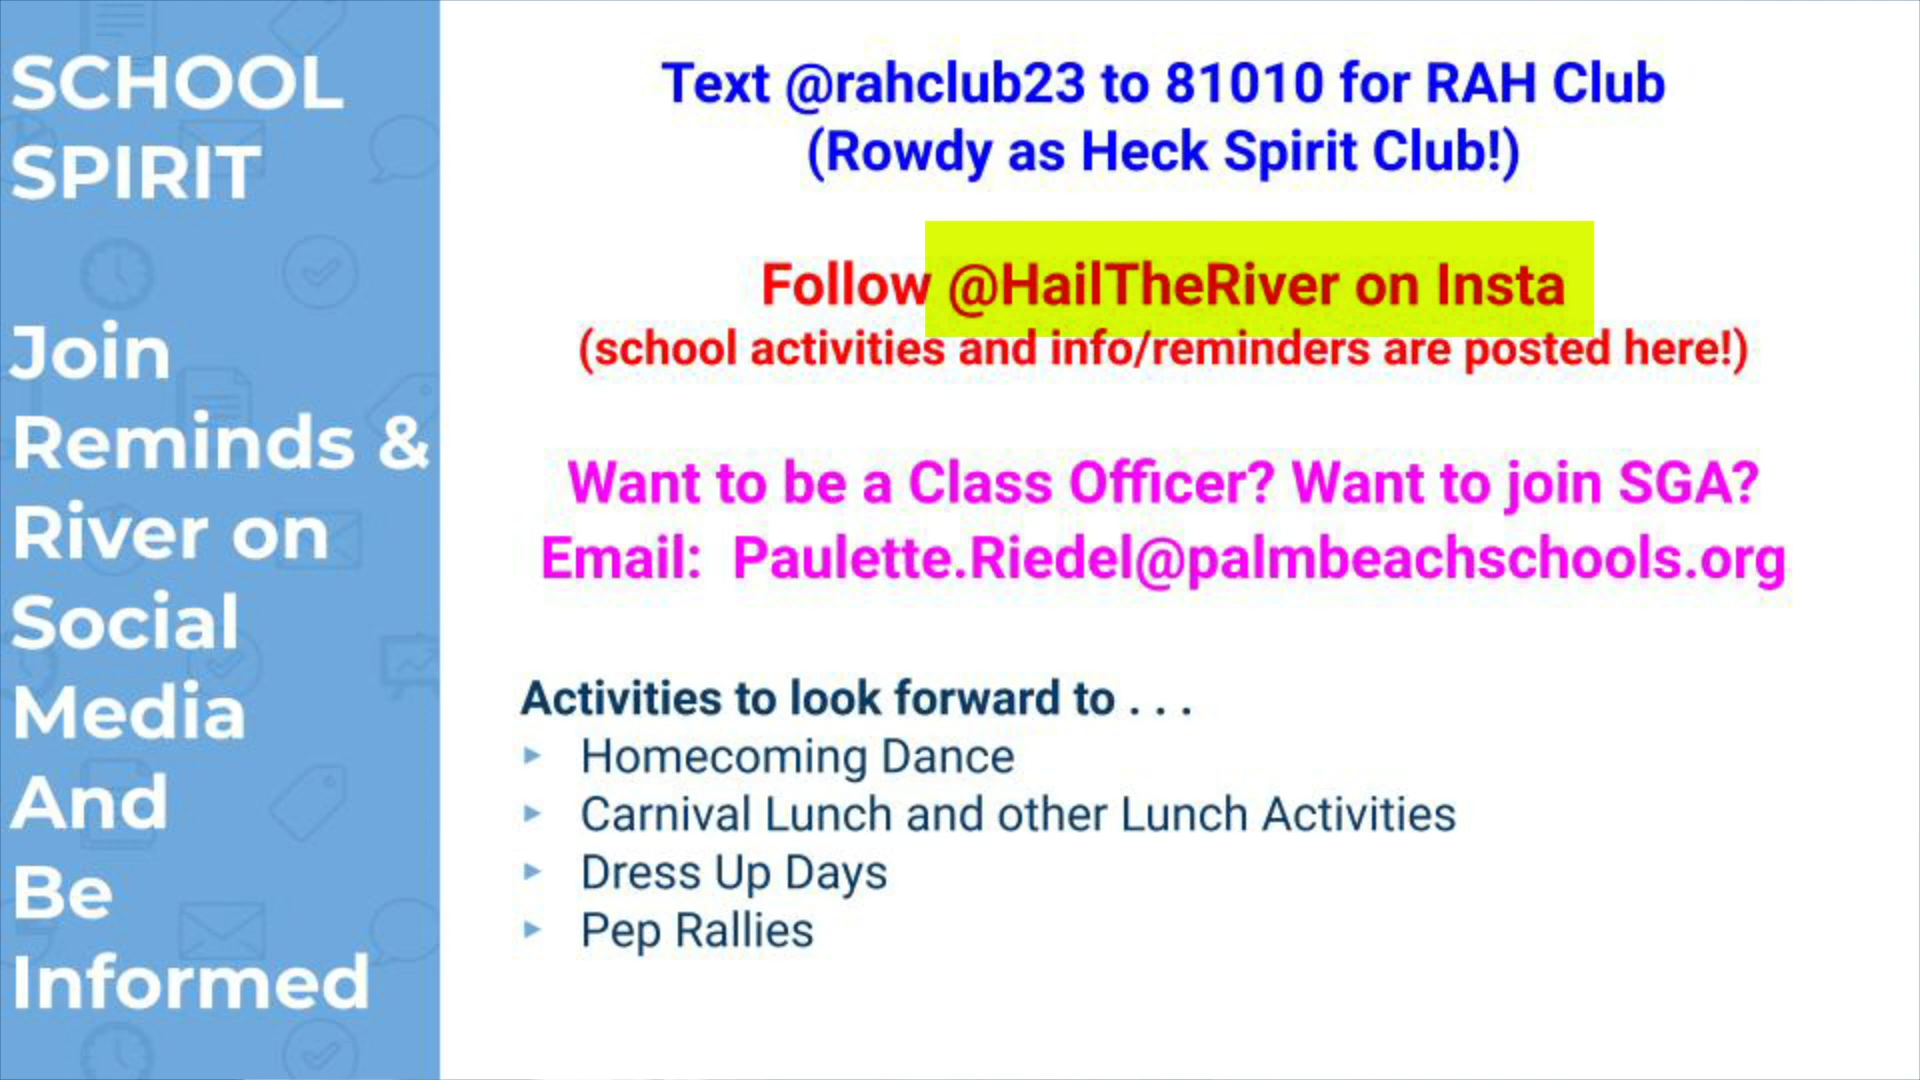 SCHOOL
SPIRIT
Join
Reminds &
River on
Social
Media
And
Be
Informed
Text @rahclub23 to 81010 for RAH Club
(Rowdy as Heck Spirit Club!)
Follow @HailTheRiver on Insta
(school activities and info/reminders are posted here!)
Want to be a Class Officer? Want to join SGA?
Email: Paulette.Riedel@palmbeachschools.org
Activities to look forward to . . .
▸ Homecoming Dance
▸ Carnival Lunch and other Lunch Activities
▸ Dress Up Days
▸ Pep Rallies